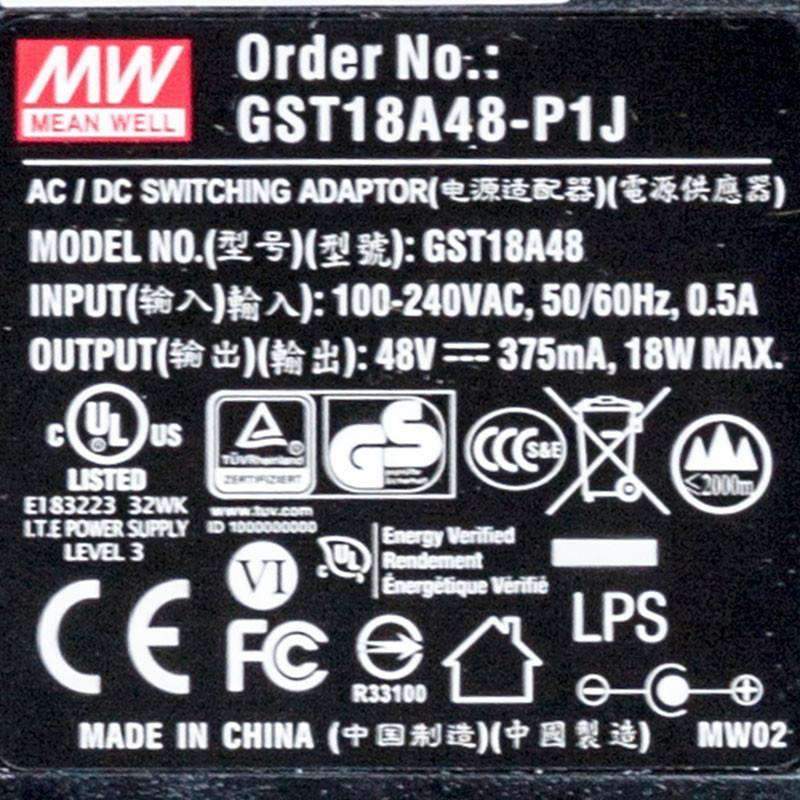 MW
MEAN WELL
Order No.:
GST18A48-P1J
AC / DC SWITCHING ADAPTOR(电源适配器)(電源供應器)
MODEL NO.(型号)(型號): GST18A48
INPUT(输入)輸入): 100-240VAC, 50/60Hz, 0.5A
OUTPUT(输出)(輸出): 48V 375mA, 18W MAX.
C UL US
LISTED
E183223 32WK
I.T.E POWER SUPPLY
LEVEL 3
TÜVRheinland
ZERTIFIZIERT
www.tuv.com
ID 1000000000
GS
geprüfte
Sicherheit
CCC S&E
≤2000m
VI
c UL
Energy Verified
Rendement
Énergétique Vérifié
LPS
CE
FC
R33100
MADE IN CHINA (中国制造)(中國製造)
MW02